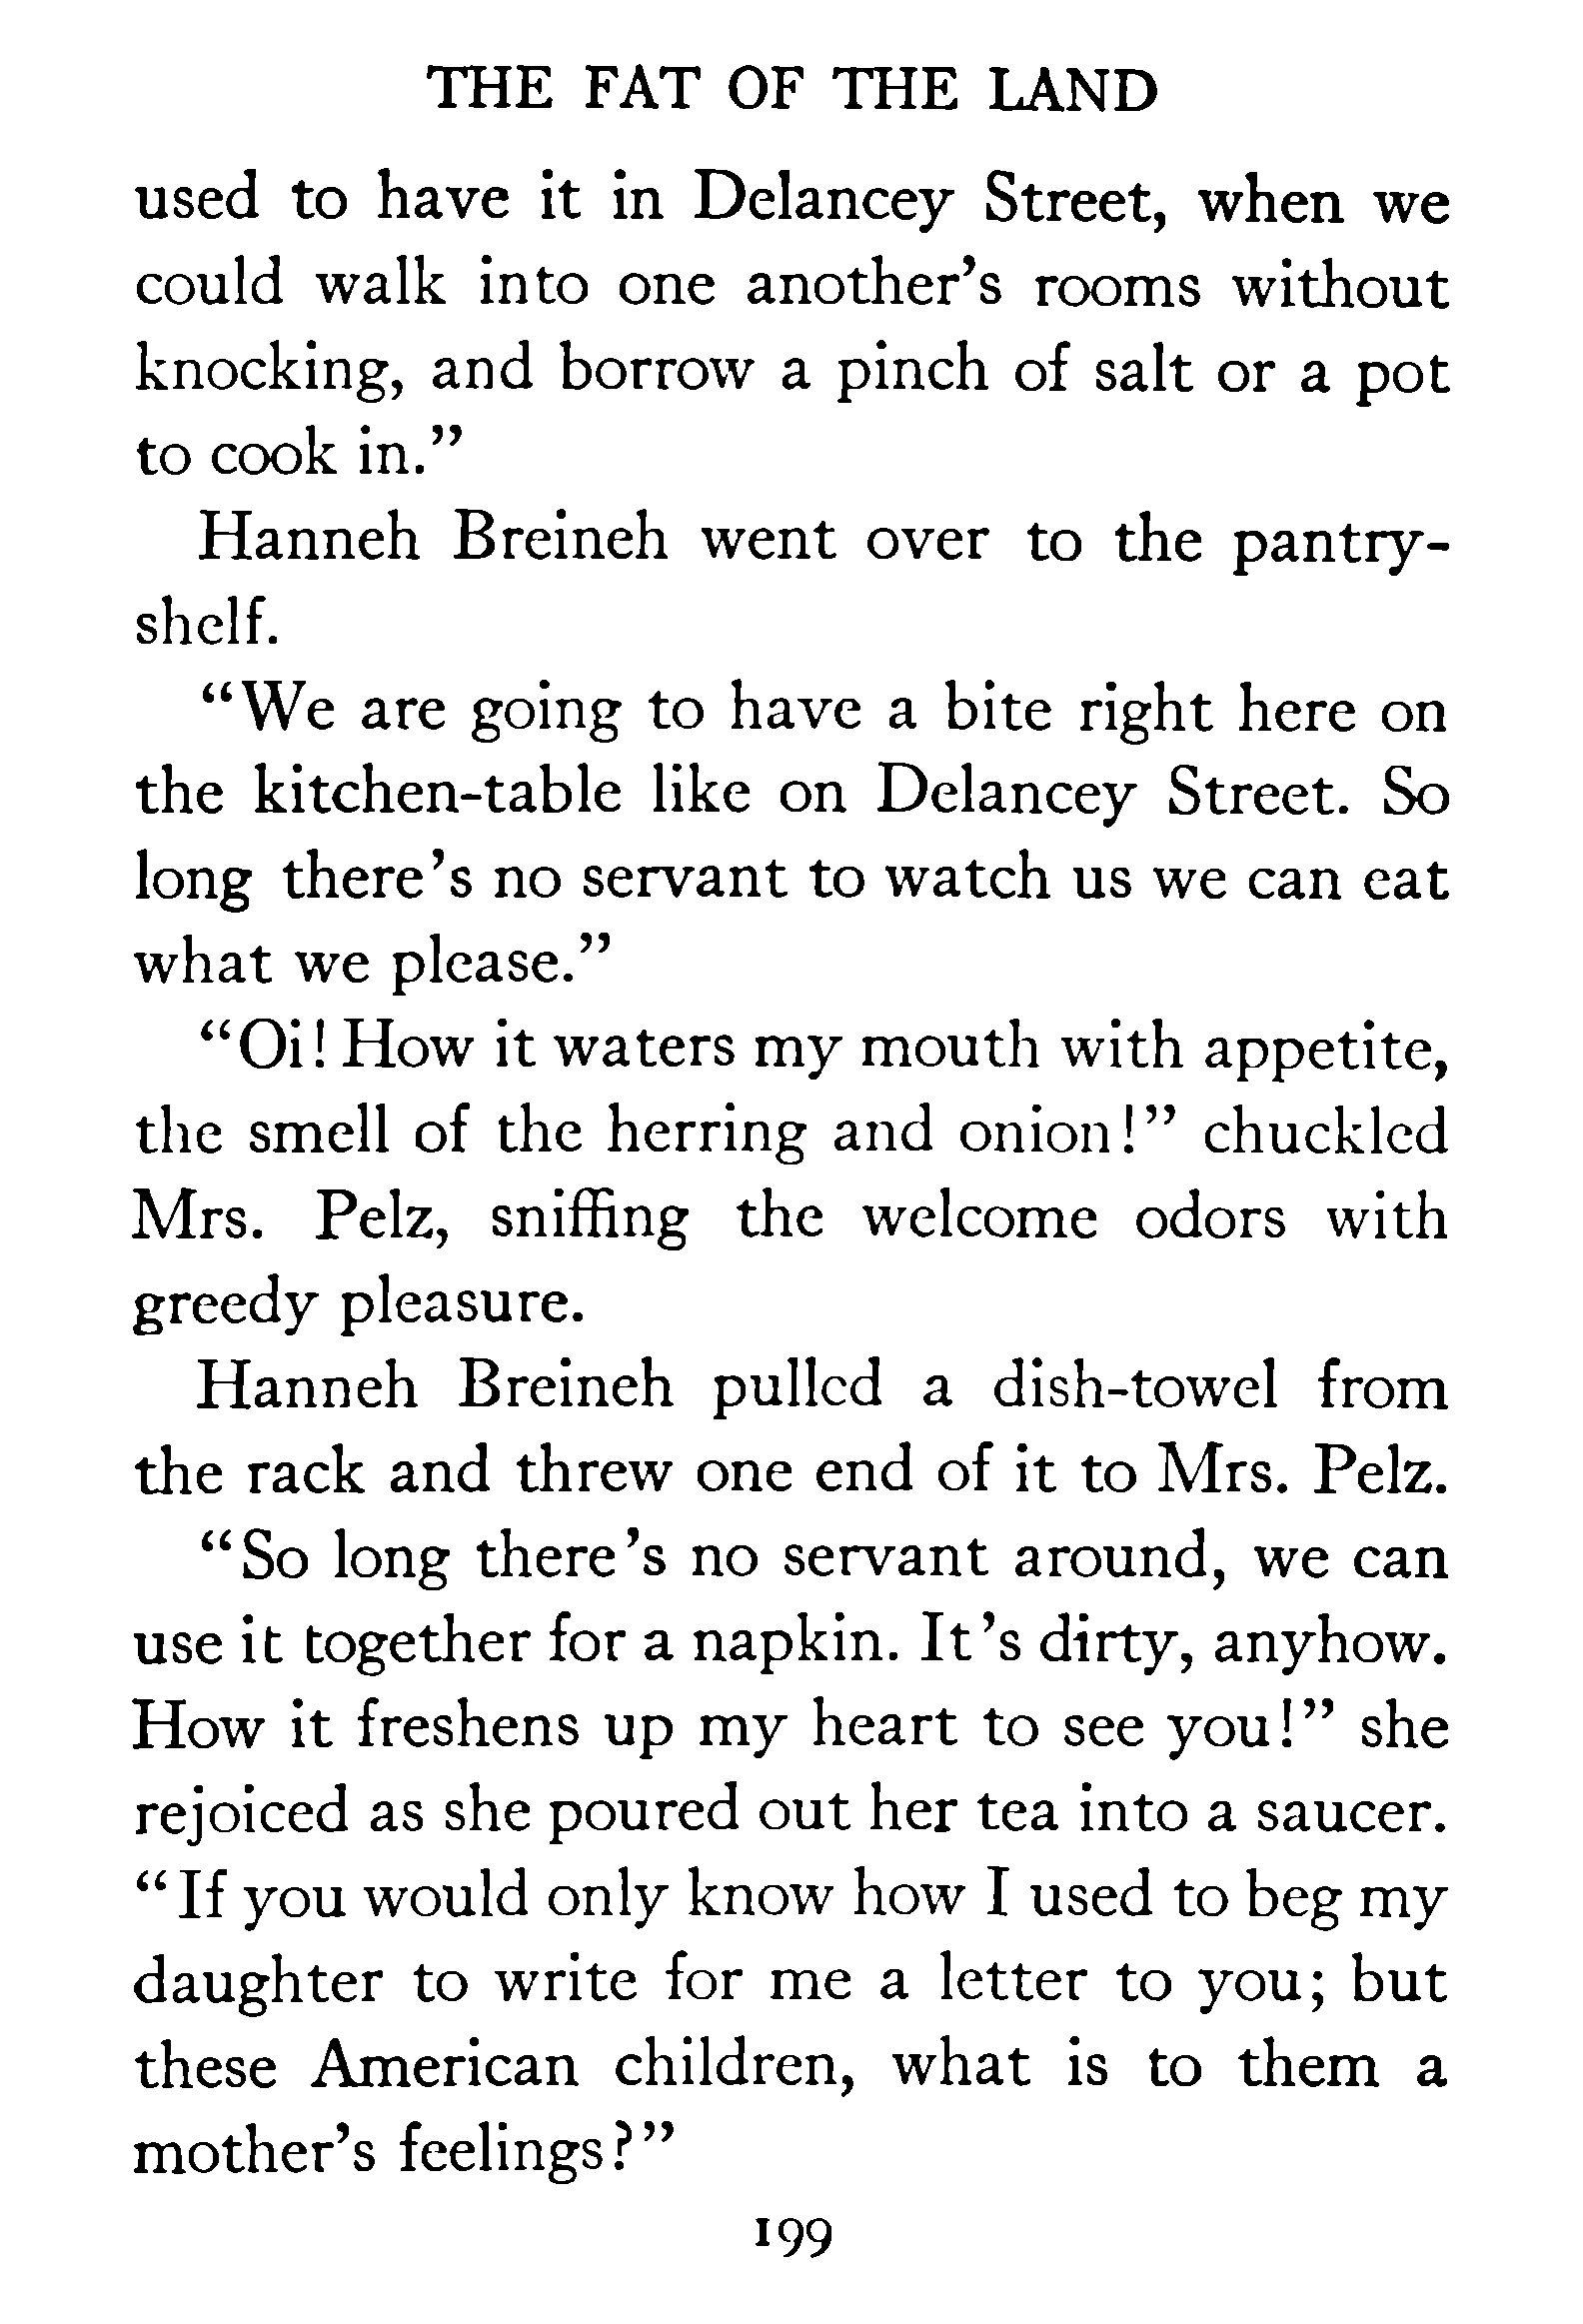 THE FAT OF THE LAND
used to have it in Delancey Street, when we
could walk into one another’s rooms without
knocking, and borrow a pinch of salt or a pot
to cook in.”
Hanneh Breineh went over to the pantry-
shelf.
“We are going to have a bite right here on
the kitchen-table like on Delancey Street. So
long there’s no servant to watch us we can eat
what we please.”
“Oi! How it waters my mouth with appetite,
the smell of the herring and onion!” chuckled
Mrs. Pelz, sniffing the welcome odors with
greedy pleasure.
Hanneh Breineh pulled a dish-towel from
the rack and threw one end of it to Mrs. Pelz.
“So long there’s no servant around, we can
use it together for a napkin. It’s dirty, anyhow.
How it freshens up my heart to see you!” she
rejoiced as she poured out her tea into a saucer.
“If you would only know how I used to beg my
daughter to write for me a letter to you; but
these American children, what is to them a
mother’s feelings?”
199